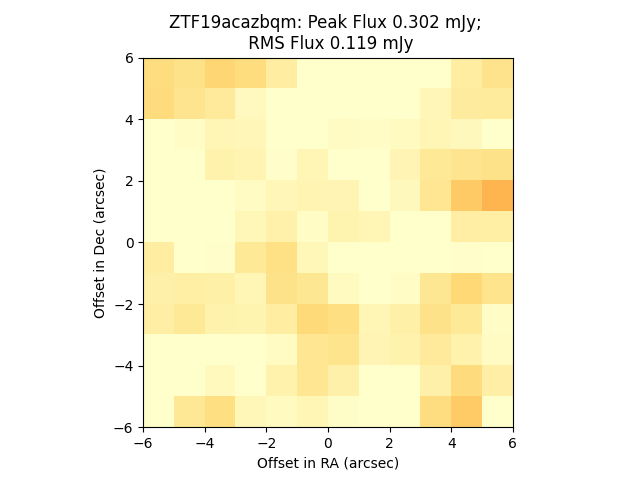 ZTF19acazbqm: Peak Flux 0.302 mJy;
RMS Flux 0.119 mJy
6
4
2
0
−2
−4
−6
Offset in Dec (arcsec)
−6 −4 −2 0 2 4 6
Offset in RA (arcsec)